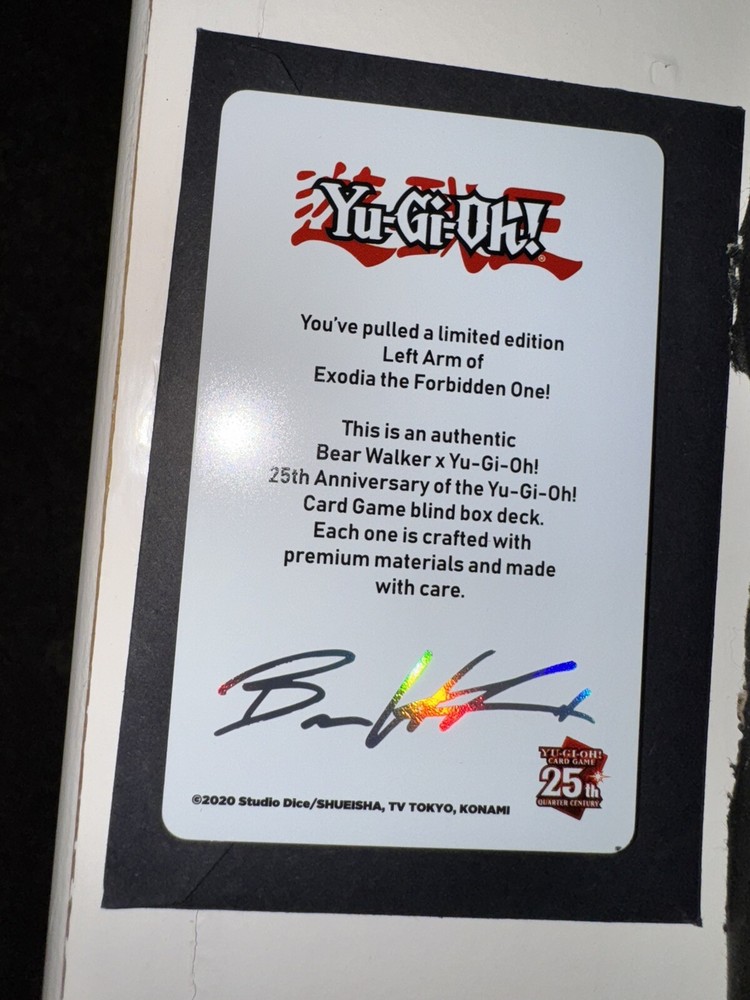 遊戯王
Yu-Gi-Oh!®
You've pulled a limited edition
Left Arm of
Exodia the Forbidden One!
This is an authentic
Bear Walker x Yu-Gi-Oh!
25th Anniversary of the Yu-Gi-Oh!
Card Game blind box deck.
Each one is crafted with
premium materials and made
with care.
YU-GI-OH!
CARD GAME
25th
QUARTER CENTURY
©2020 Studio Dice/SHUEISHA, TV TOKYO, KONAMI